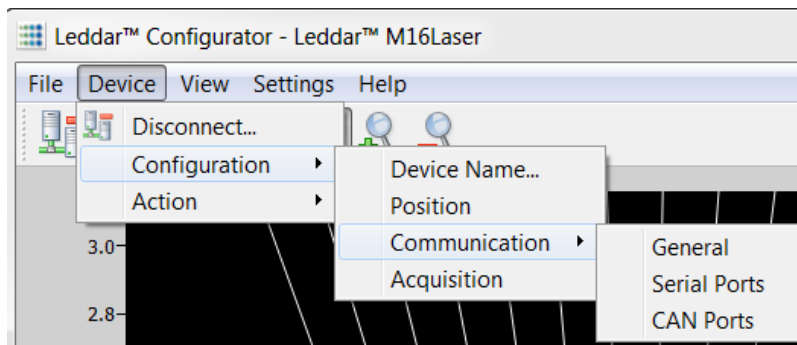 Leddar™ Configurator - Leddar™ M16Laser
File Device View Settings Help
Disconnect...
Configuration
Action
Device Name...
Position
Communication
Acquisition
General
Serial Ports
CAN Ports
3.0
2.8